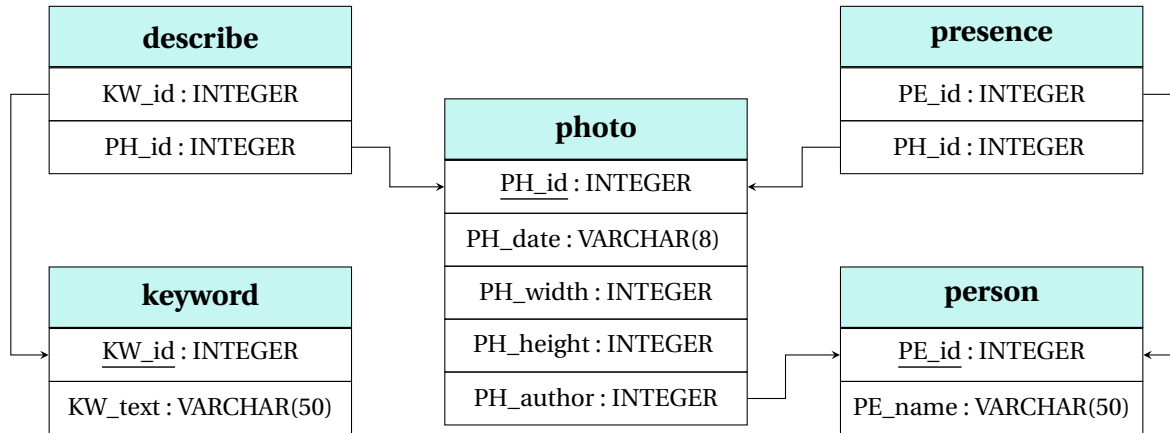 describe
KW_id : INTEGER
PH_id : INTEGER
presence
PE_id : INTEGER
PH_id : INTEGER
photo
PH_id : INTEGER
PH_date : VARCHAR(8)
PH_width : INTEGER
PH_height : INTEGER
PH_author : INTEGER
keyword
KW_id : INTEGER
KW_text : VARCHAR(50)
person
PE_id : INTEGER
PE_name : VARCHAR(50)